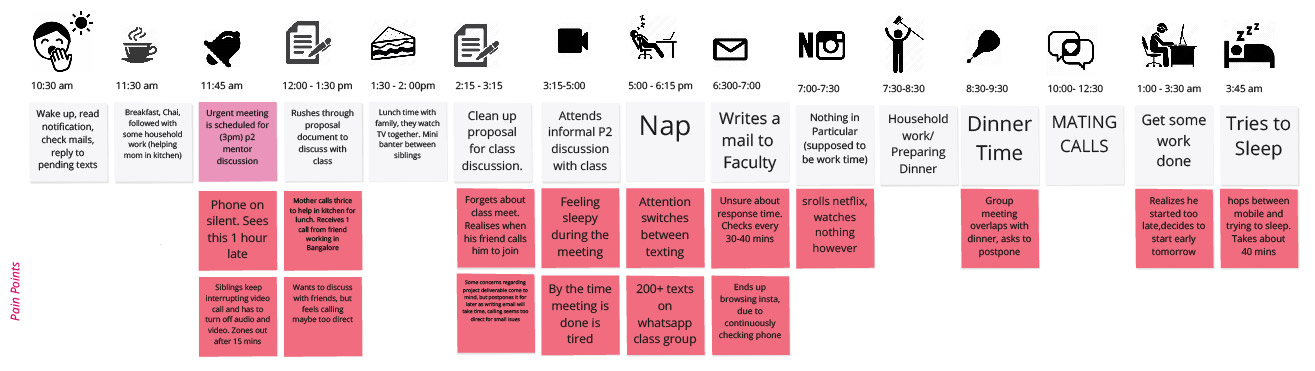 10:30 am
11:30 am
11:45 am
12:00 - 1:30 pm
1:30 - 2: 00pm
2:15 - 3:15
3:15-5:00
5:00 - 6:15 pm
6:300-7:00
7:00-7:30
7:30-8:30
8:30-9:30
10:00- 12:30
1:00 - 3:30 am
3:45 am
Wake up, read
notification,
check mails,
reply to
pending texts
Breakfast, Chai,
followed with
some household
work (helping
mom in kitchen)
Urgent meeting
is scheduled for
(3pm) p2
mentor
discussion
Rushes through
proposal
document to
discuss with
class
Lunch time with
family, they watch
TV together. Mini
banter between
siblings
Clean up
proposal
for class
discussion.
Attends
informal P2
discussion
with class
Nap
Writes a
mail to
Faculty
Nothing in
Particular
(supposed to
be work time)
Household
work/
Preparing
Dinner
Dinner
Time
MATING
CALLS
Get some
work
done
Tries to
Sleep
Pain Points
Phone on
silent. Sees
this 1 hour
late
Mother calls thrice
to help in kitchen for
lunch. Receives 1
call from friend
working in
Bangalore
Forgets about
class meet.
Realises when
his friend calls
him to join
Feeling
sleepy
during the
meeting
Attention
switches
between
texting
Unsure about
response time.
Checks every
30-40 mins
srolls netflix,
watches
nothing
however
Group
meeting
overlaps with
dinner, asks to
postpone
Realizes he
started too
late,decides to
start early
tomorrow
hops between
mobile and
trying to sleep.
Takes about
40 mins
Siblings keep
interrupting video
call and has to
turn off audio and
video. Zones out
after 15 mins
Wants to discuss
with friends, but
feels calling
maybe too direct
Some concerns regarding
project deliverable come to
mind, but postpones it for
later as writing email will
take time, calling seems too
direct for small isues
By the time
meeting is
done is
tired
200+ texts
on
whatsapp
class group
Ends up
browsing insta,
due to
continuously
checking phone